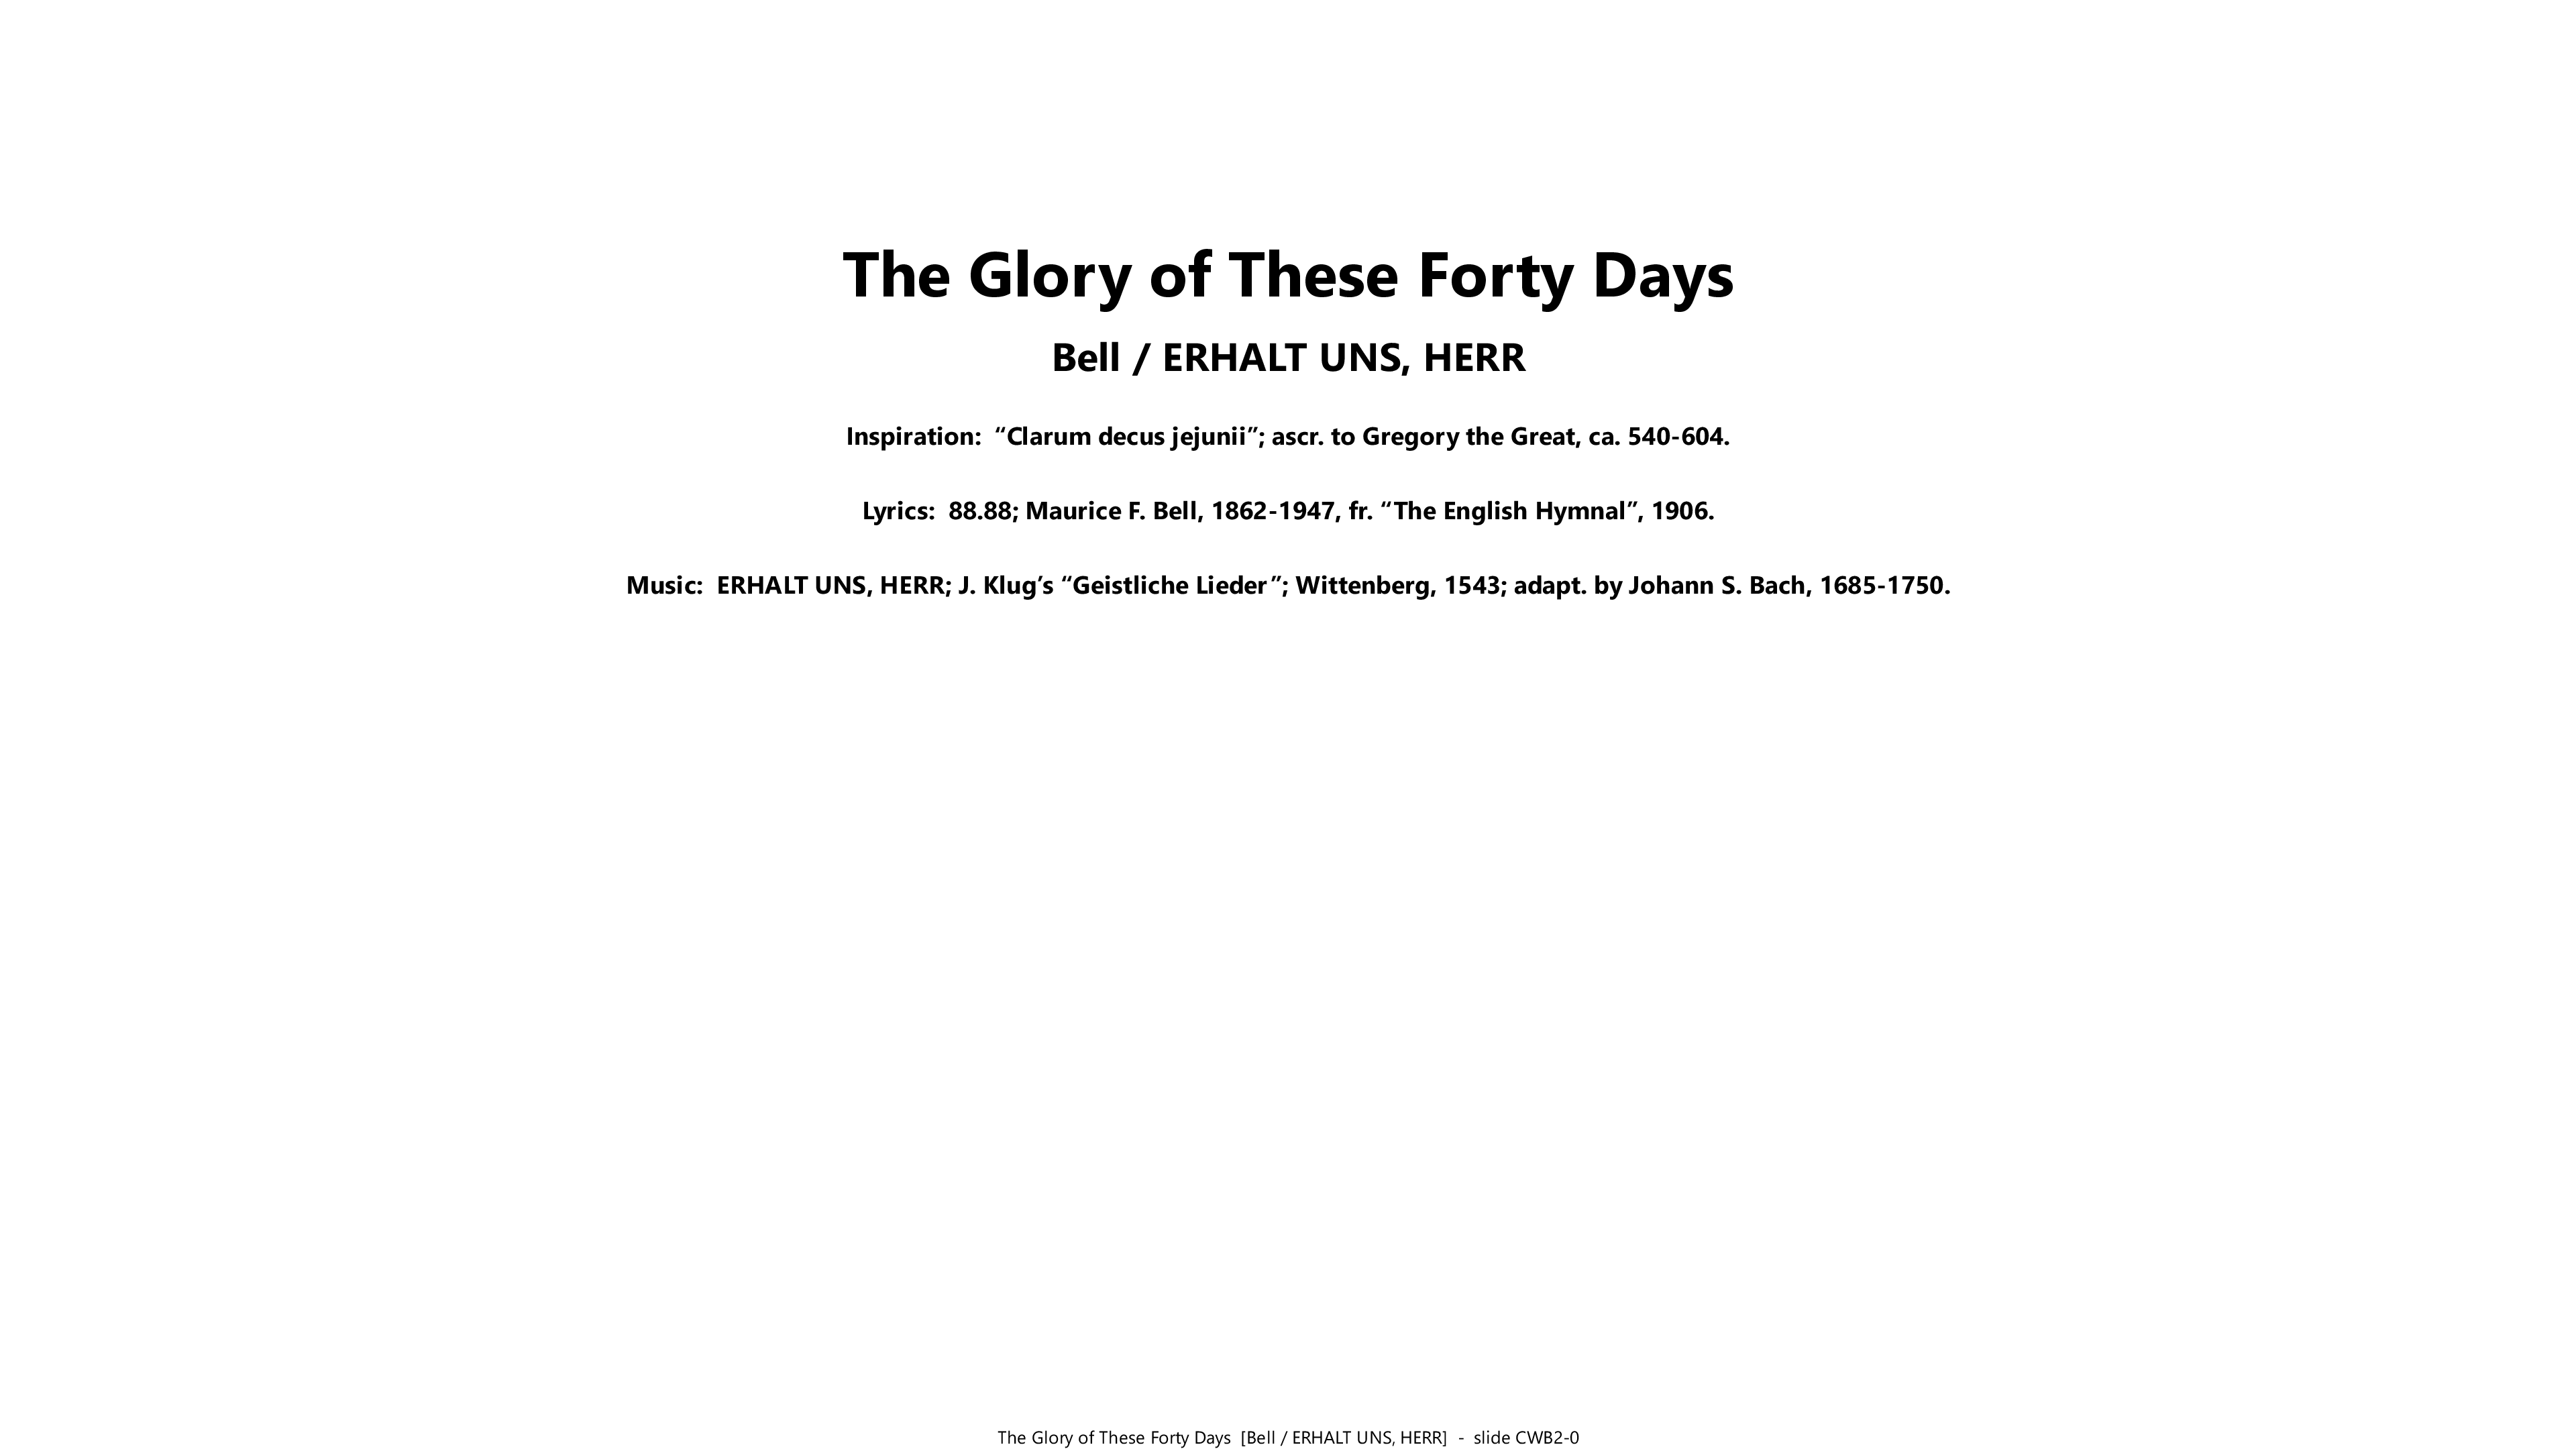 The Glory of These Forty Days
Bell / ERHALT UNS, HERR
Inspiration:  “Clarum decus jejunii”; ascr. to Gregory the Great, ca. 540-604.
Lyrics:  88.88; Maurice F. Bell, 1862-1947, fr. “The English Hymnal”, 1906.
Music:  ERHALT UNS, HERR; J. Klug’s “Geistliche Lieder”; Wittenberg, 1543; adapt. by Johann S. Bach, 1685-1750.
The Glory of These Forty Days  [Bell / ERHALT UNS, HERR]  -  slide CWB2-0